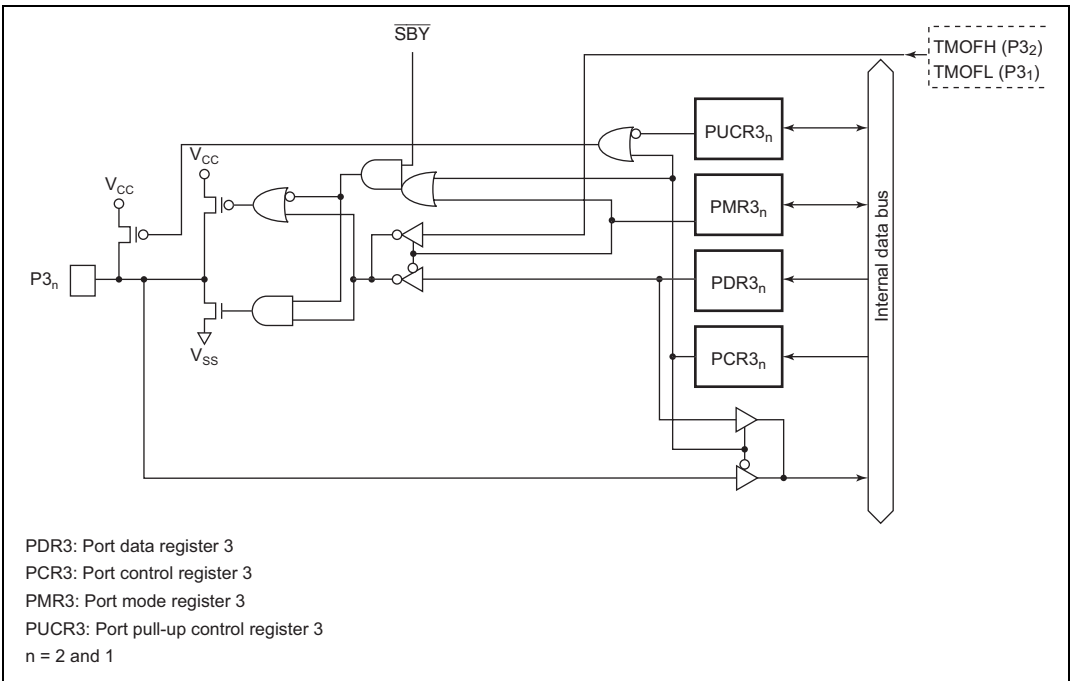 SBY
TMOFH (P32)
TMOFL (P31)
PUCR3n
VCC
VCC
PMR3n
P3n
PDR3n
Internal data bus
VSS
PCR3n
PDR3: Port data register 3
PCR3: Port control register 3
PMR3: Port mode register 3
PUCR3: Port pull-up control register 3
n = 2 and 1